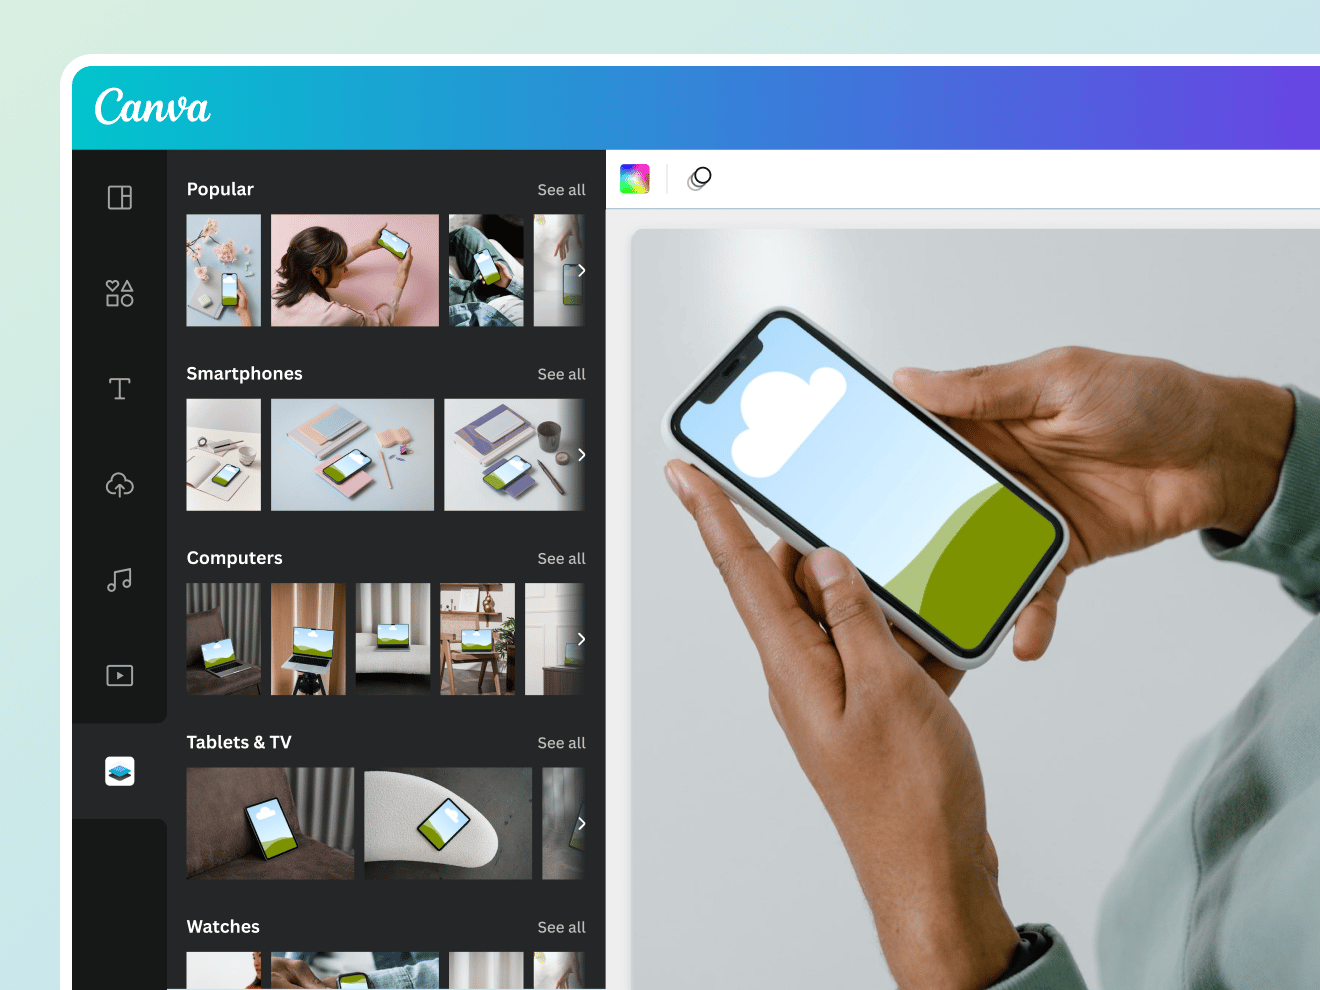 Canva
Popular
See all
Smartphones
See all
Computers
See all
Tablets & TV
See all
Watches
See all